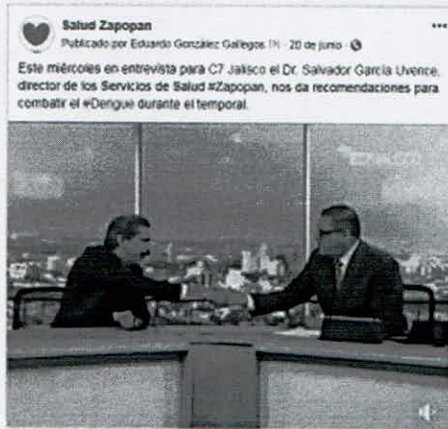 Salud Zapopan
Publicado por Eduardo González Gallegos [?] · 20 de junio ·
Este miércoles en entrevista para C7 Jalisco el Dr. Salvador García Uvence,
director de los Servicios de Salud #Zapopan, nos da recomendaciones para
combatir el #Dengue durante el temporal.